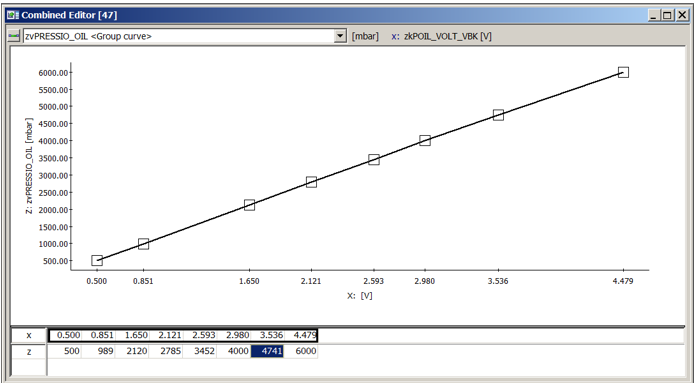 Combined Editor [47]
zvPRESSIO_OIL <Group curve> [mbar] x: zkPOIL_VOLT_VBK [V]
Z: zvPRESSIO_OIL [mbar]
6000.00
5500.00
5000.00
4500.00
4000.00
3500.00
3000.00
2500.00
2000.00
1500.00
1000.00
500.00
0.500 0.851 1.650 2.121 2.593 2.980 3.536 4.479
X: [V]
x 0.500 0.851 1.650 2.121 2.593 2.980 3.536 4.479
z 500 989 2120 2785 3452 4000 4741 6000